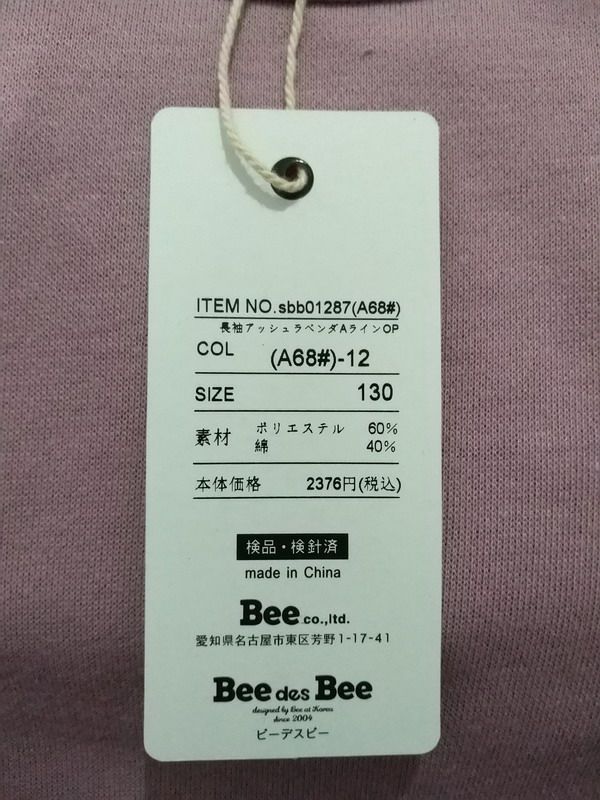 ITEM NO.sbb01287(A68#)
長袖アッシュラベンダAラインOP
COL (A68#)-12
SIZE 130
素材 ポリエステル 60%
綿 40%
本体価格 2376円(税込)
検品・検針済
made in China
Bee co.,ltd.
愛知県名古屋市東区芳野1-17-41
Bee des Bee
designed by Bee at Korea
since 2004
ビーデスビー